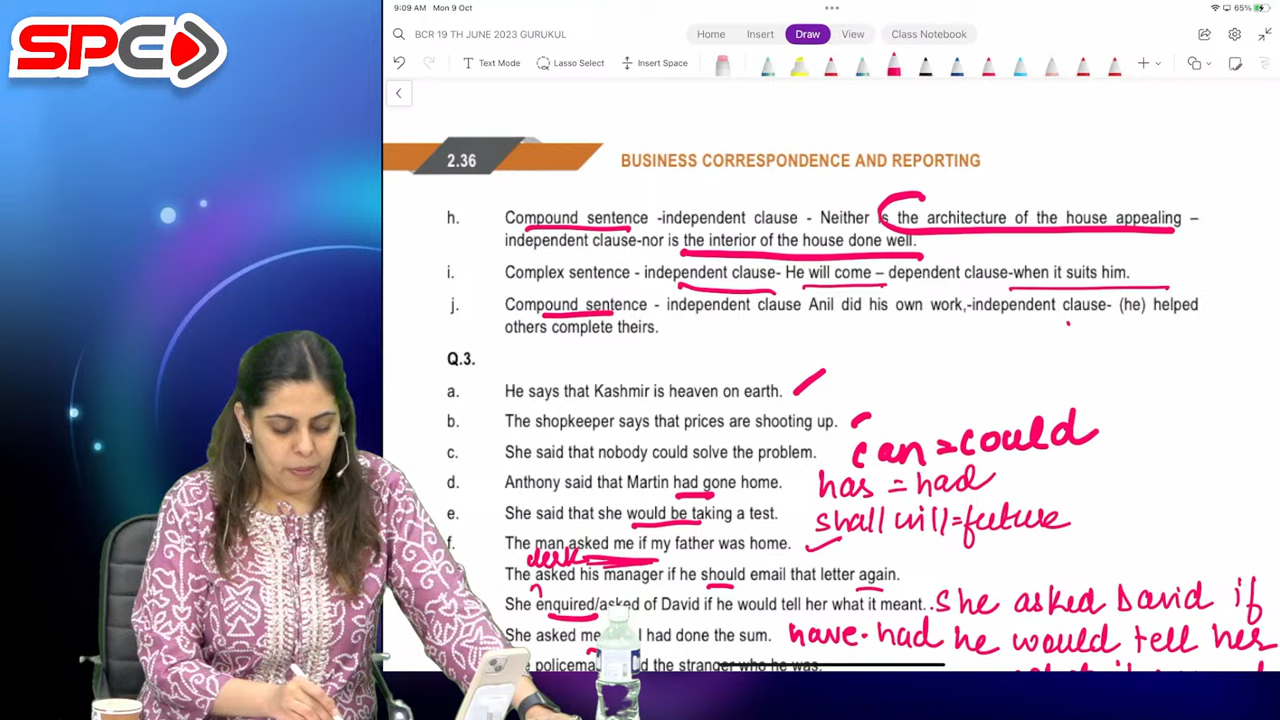 SPC
9:09 AM Mon 9 Oct
65%
BCR 19 TH JUNE 2023 GURUKUL
Home Insert Draw View Class Notebook
Text Mode Lasso Select Insert Space
2.36 BUSINESS CORRESPONDENCE AND REPORTING
h. Compound sentence -independent clause - Neither is the architecture of the house appealing –
independent clause-nor is the interior of the house done well.
i. Complex sentence - independent clause- He will come – dependent clause-when it suits him.
j. Compound sentence - independent clause Anil did his own work,-independent clause- (he) helped
others complete theirs.
Q.3.
a. He says that Kashmir is heaven on earth.
b. The shopkeeper says that prices are shooting up.
can = could
c. She said that nobody could solve the problem.
d. Anthony said that Martin had gone home.
has = had
e. She said that she would be taking a test.
shall will = future
f. The man asked me if my father was home.
The asked his manager if he should email that letter again.
She enquired/asked of David if he would tell her what it meant.
She asked David if
She asked me I had done the sum.
have - had he would tell her
policema d the stranger who he was.